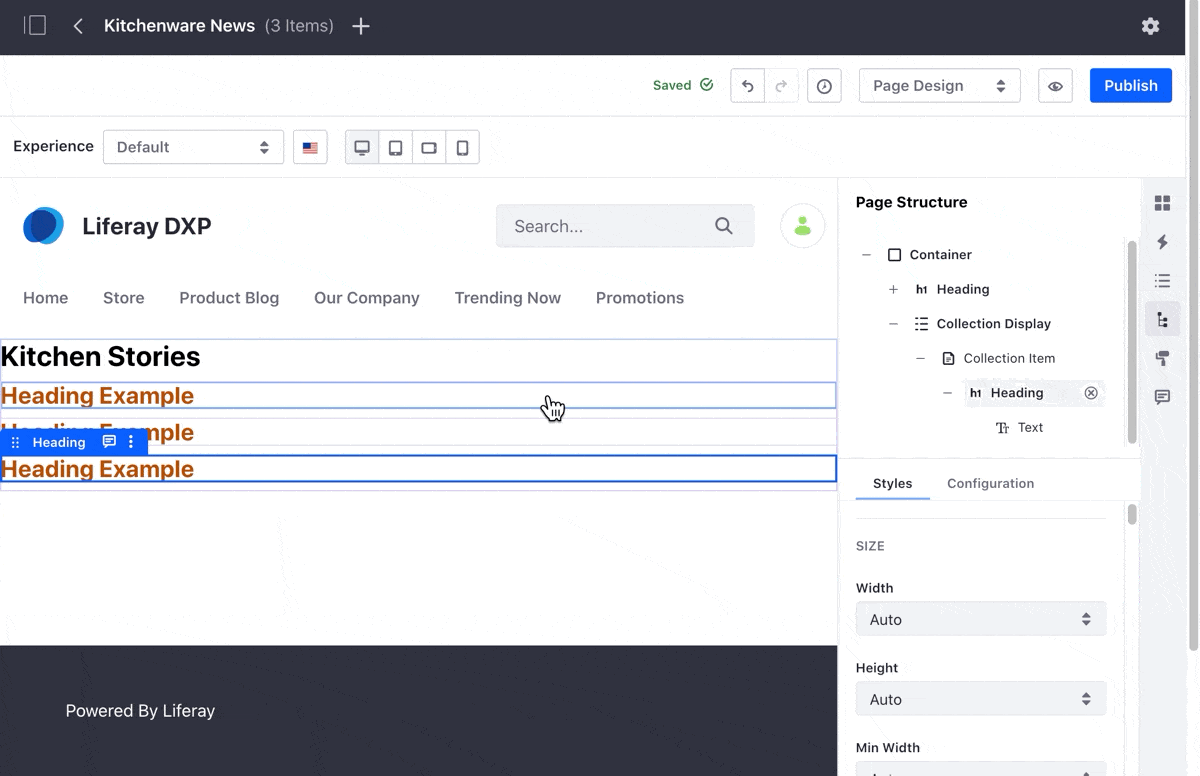 Kitchenware News (3 Items)
Saved
Page Design
Publish
Experience
Default
Liferay DXP
Search...
Home Store Product Blog Our Company Trending Now Promotions
Kitchen Stories
Heading Example
Heading Example
Heading
Heading Example
Powered By Liferay
Page Structure
Container
h1 Heading
Collection Display
Collection Item
h1 Heading
Text
Styles Configuration
SIZE
Width
Auto
Height
Auto
Min Width